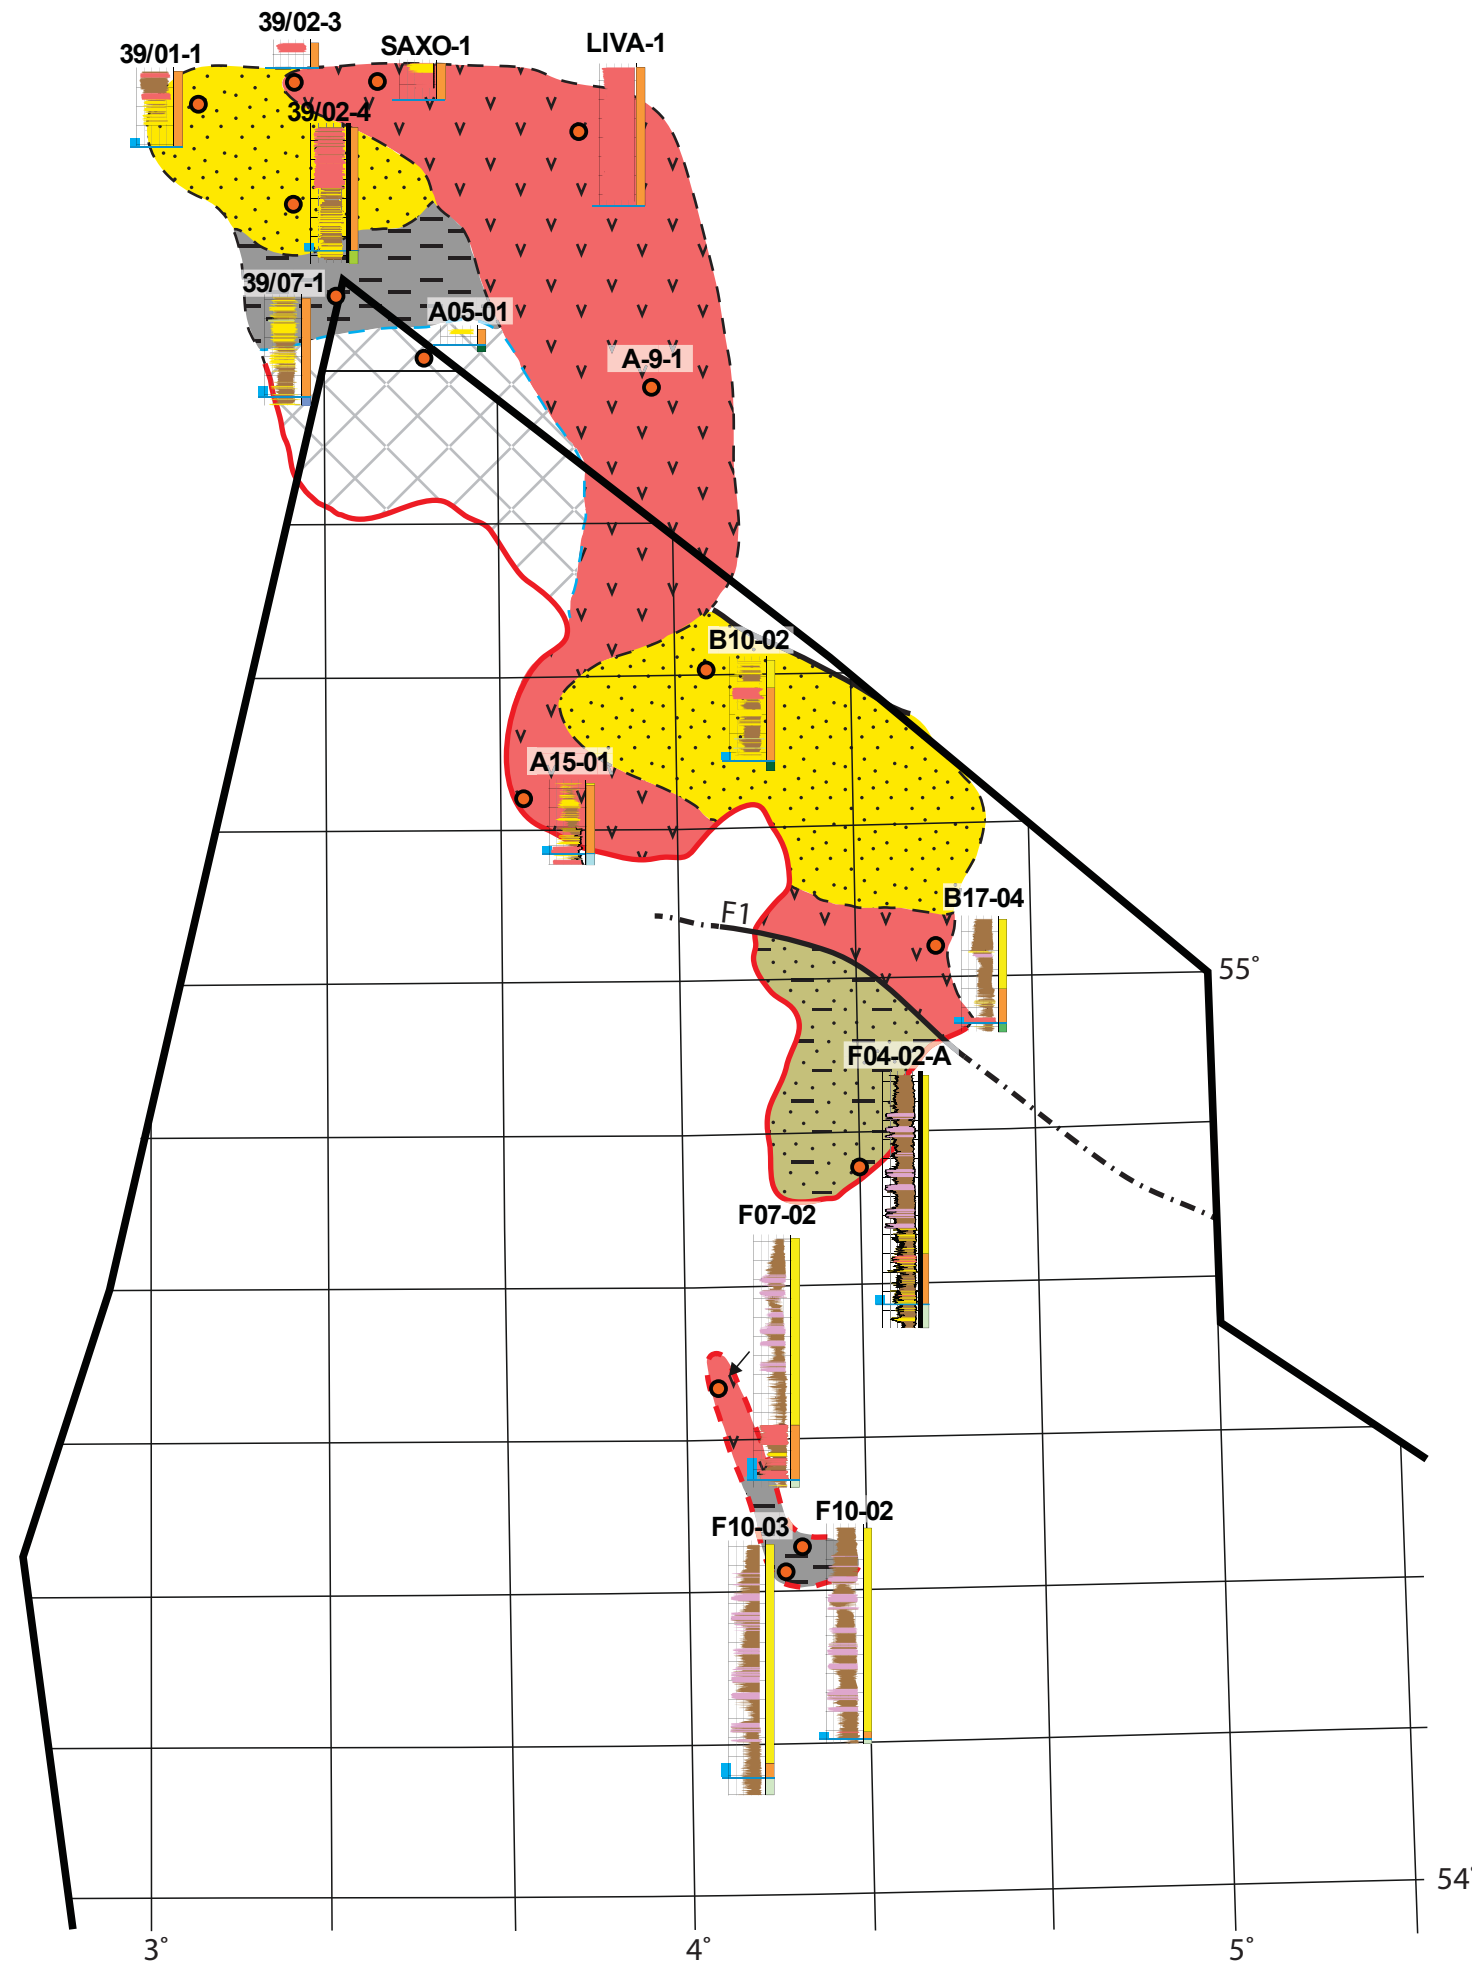 39/02-3
39/01-1
SAXO-1
LIVA-1
39/02-4
39/07-1
A05-01
A-9-1
B10-02
A15-01
B17-04
F1
55°
F04-02-A
F07-02
F10-02
F10-03
54°
3°
4°
5°